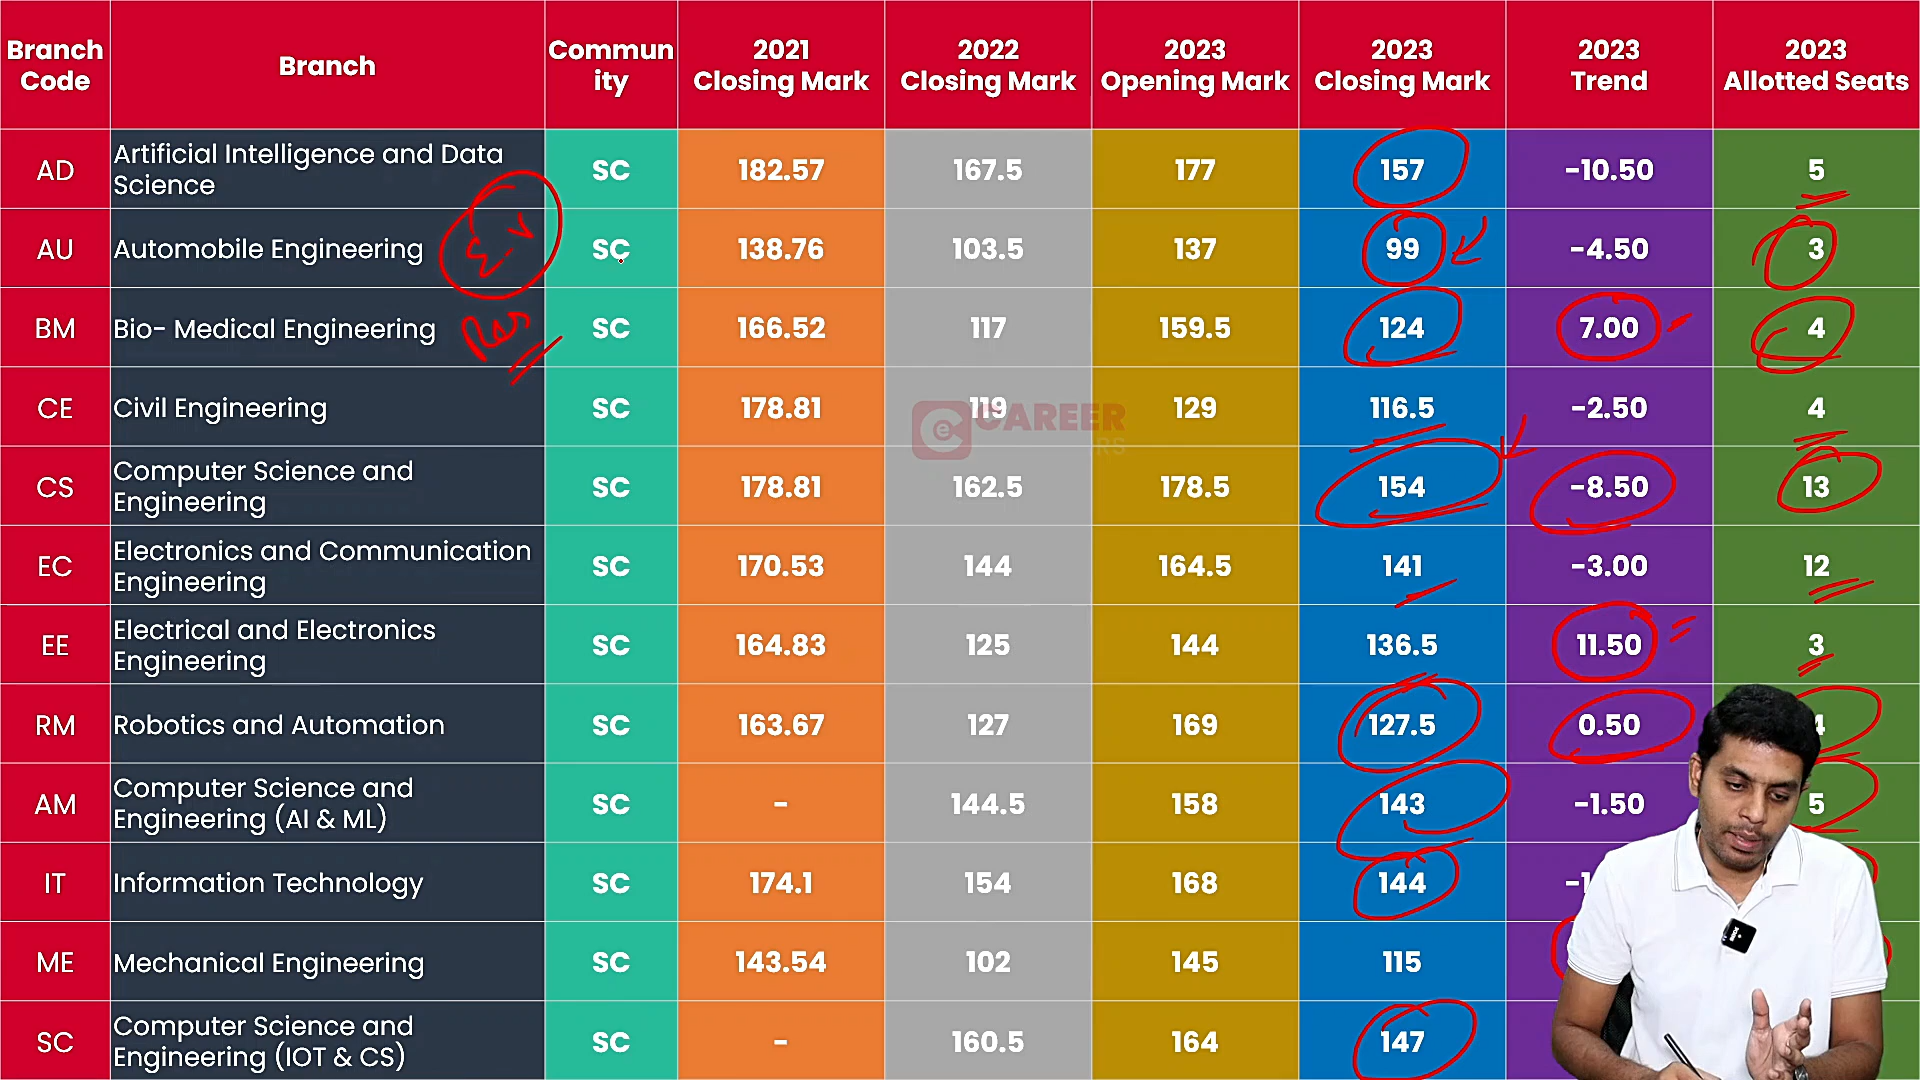 Branch Code
Branch
Commun
ity
2021
Closing Mark
2022
Closing Mark
2023
Opening Mark
2023
Closing Mark
2023
Trend
2023
Allotted Seats
AD
Artificial Intelligence and Data
Science
SC
182.57
167.5
177
157
-10.50
5
AU
Automobile Engineering
E-V
SC
138.76
103.5
137
99
-4.50
3
BM
Bio- Medical Engineering
SC
166.52
117
159.5
124
7.00
4
CE
Civil Engineering
SC
178.81
119
129
116.5
-2.50
4
CAREER
CS
Computer Science and
Engineering
SC
178.81
162.5
178.5
154
-8.50
13
EC
Electronics and Communication
Engineering
SC
170.53
144
164.5
141
-3.00
12
EE
Electrical and Electronics
Engineering
SC
164.83
125
144
136.5
11.50
3
RM
Robotics and Automation
SC
163.67
127
169
127.5
0.50
4
AM
Computer Science and
Engineering (AI & ML)
SC
-
144.5
158
143
-1.50
5
IT
Information Technology
SC
174.1
154
168
144
ME
Mechanical Engineering
SC
143.54
102
145
115
SC
Computer Science and
Engineering (IOT & CS)
SC
-
160.5
164
147